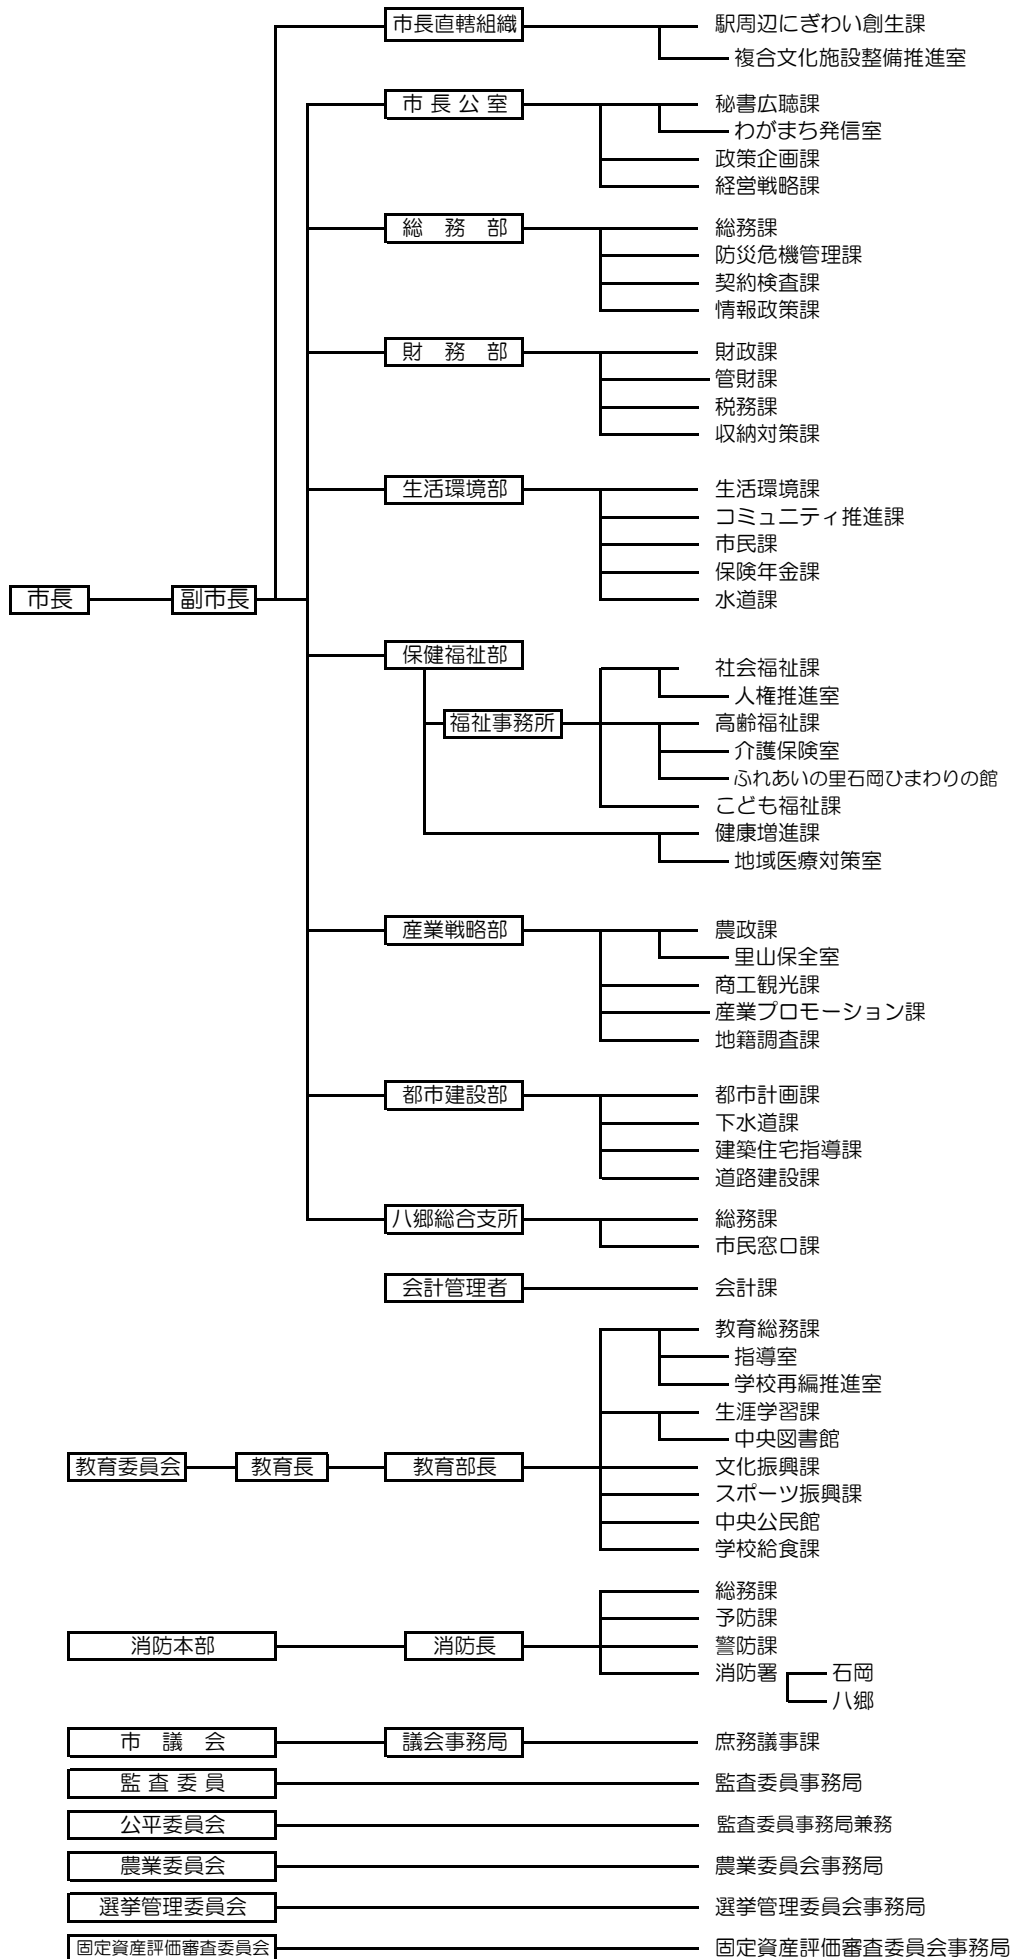 市長直轄組織
駅周辺にぎわい創生課
複合文化施設整備推進室
市長公室
秘書広聴課
わがまち発信室
政策企画課
経営戦略課
総務部
総務課
防災危機管理課
契約検査課
情報政策課
財務部
財政課
管財課
税務課
収納対策課
生活環境部
生活環境課
コミュニティ推進課
市民課
保険年金課
市長
副市長
水道課
保健福祉部
社会福祉課
人権推進室
福祉事務所
高齢福祉課
介護保険室
ふれあいの里石岡ひまわりの館
こども福祉課
健康増進課
地域医療対策室
産業戦略部
農政課
里山保全室
商工観光課
産業プロモーション課
地籍調査課
都市建設部
都市計画課
下水道課
建築住宅指導課
道路建設課
八郷総合支所
総務課
市民窓口課
会計管理者
会計課
教育総務課
指導室
学校再編推進室
生涯学習課
中央図書館
教育委員会
教育長
教育部長
文化振興課
スポーツ振興課
中央公民館
学校給食課
総務課
予防課
消防本部
消防長
警防課
消防署
石岡
八郷
市議会
議会事務局
庶務議事課
監査委員
監査委員事務局
公平委員会
監査委員事務局兼務
農業委員会
農業委員会事務局
選挙管理委員会
選挙管理委員会事務局
固定資産評価審査委員会
固定資産評価審査委員会事務局